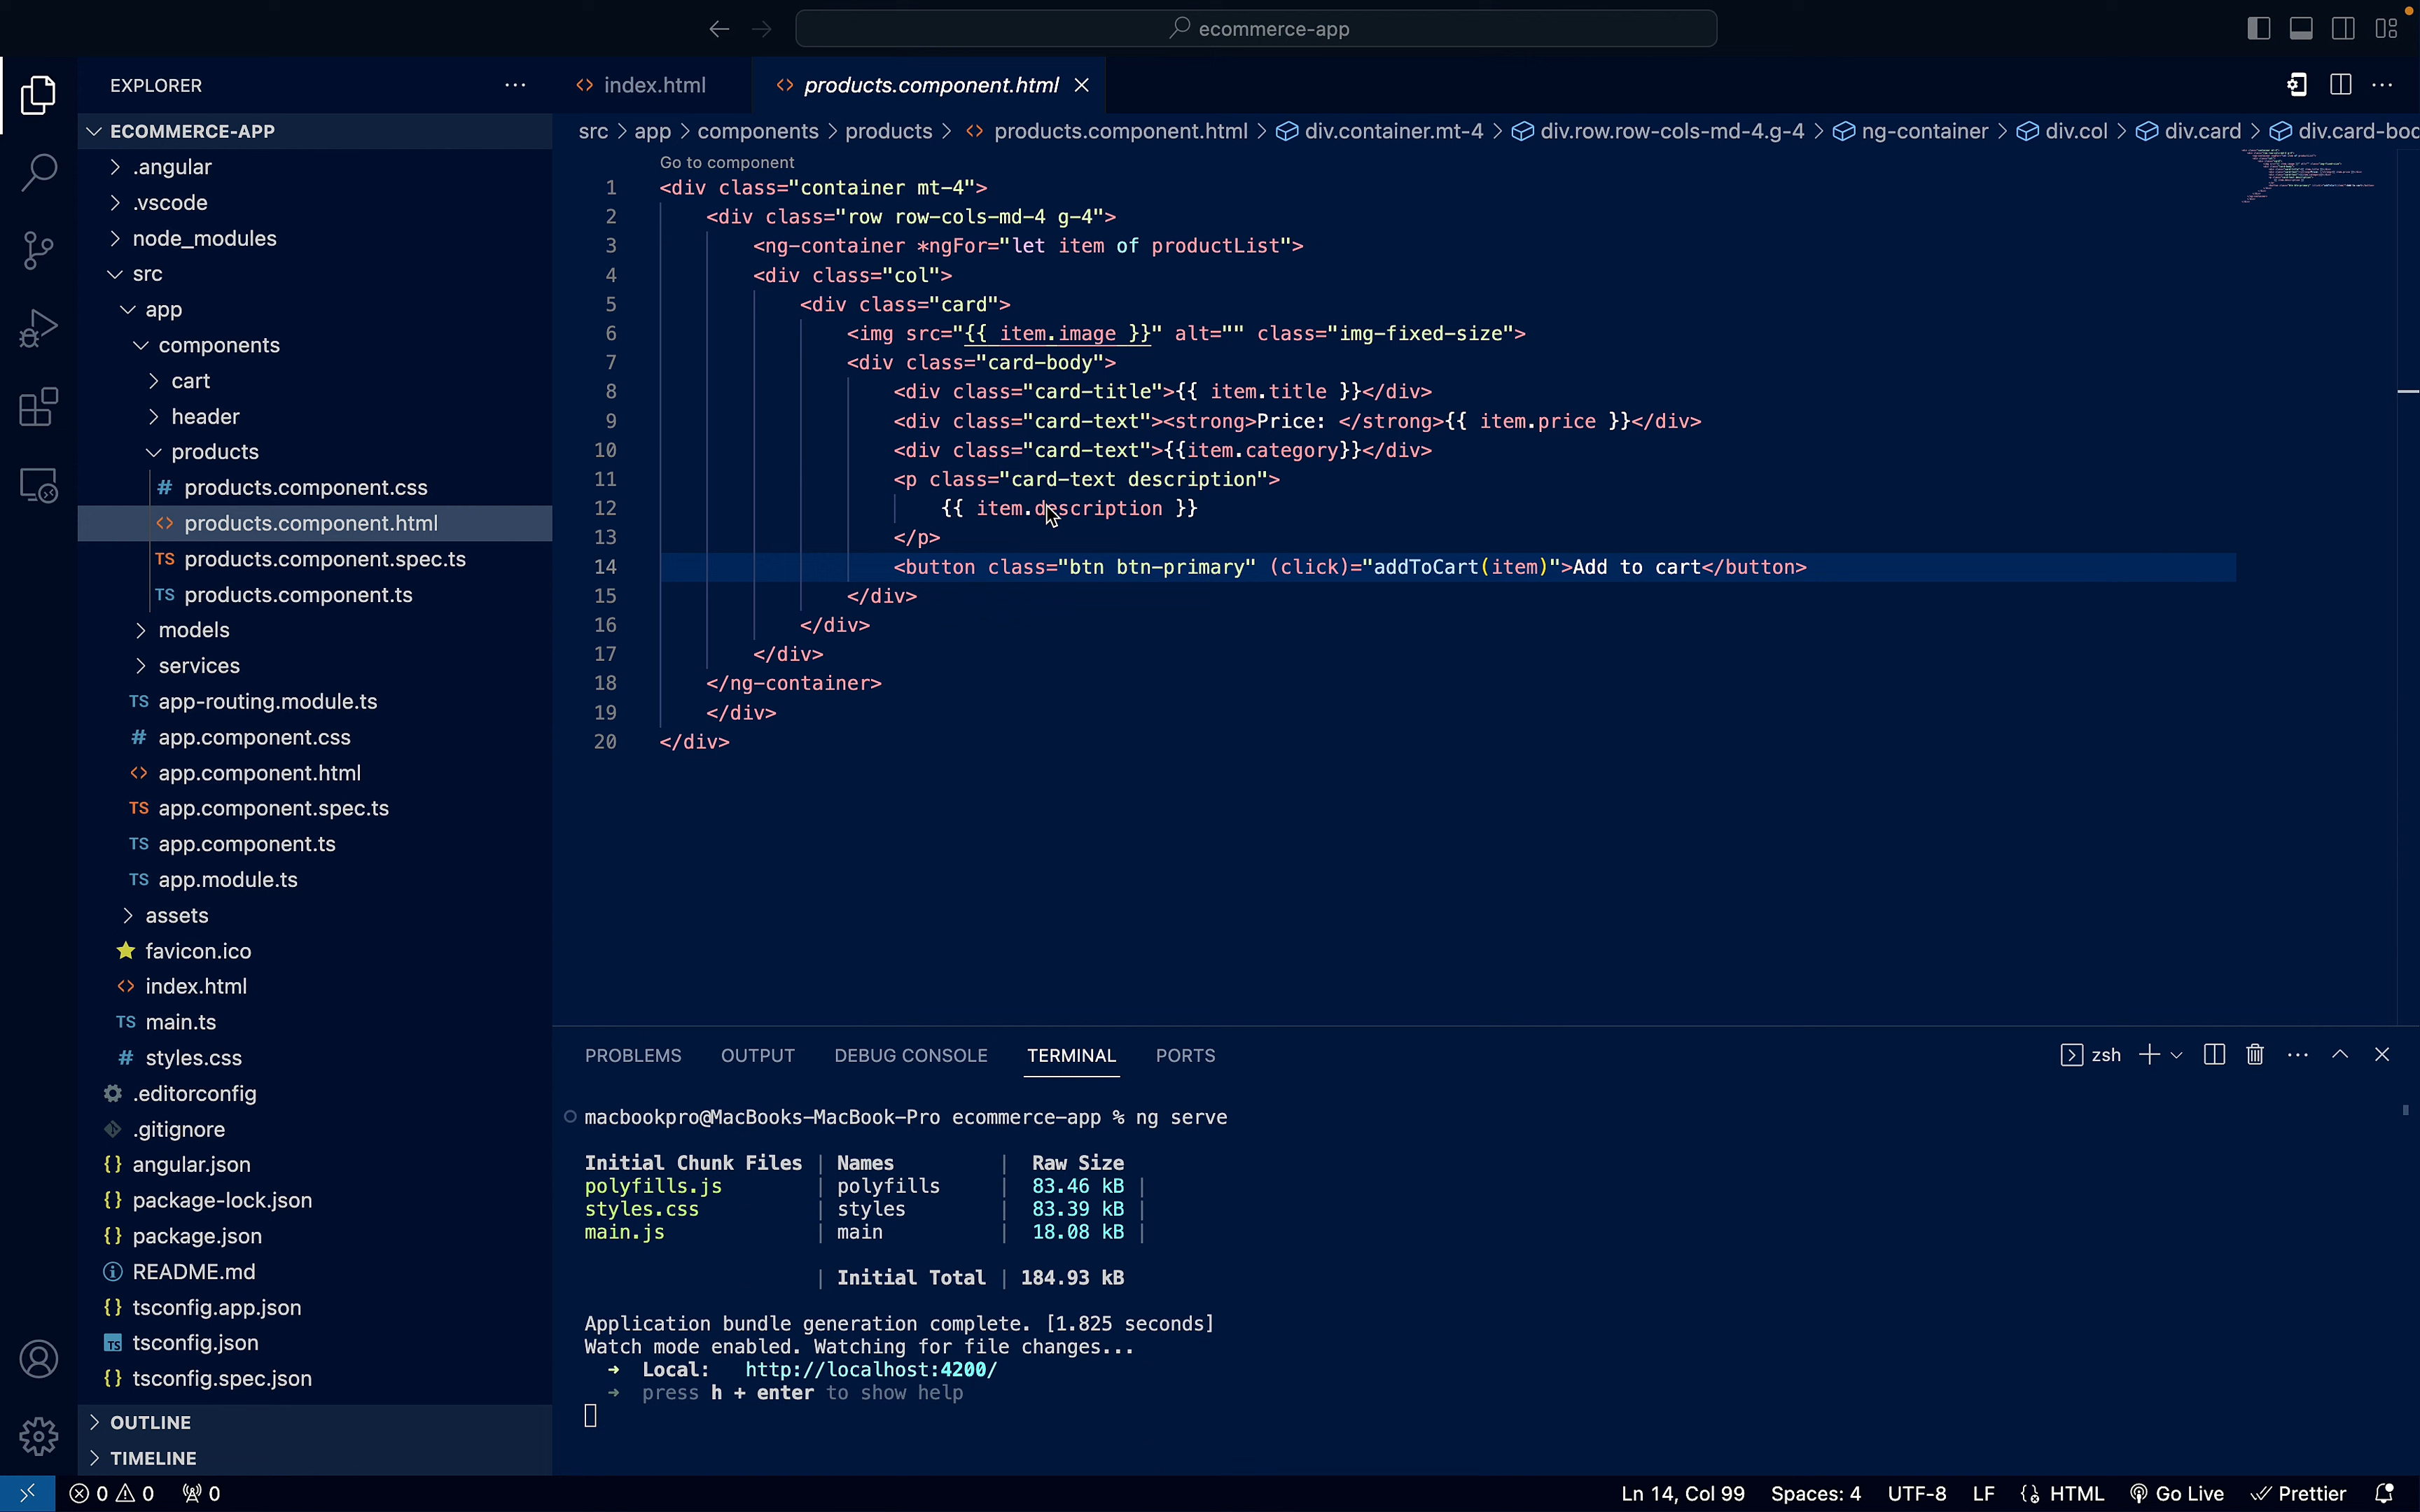 ecommerce-app
EXPLORER
ECOMMERCE-APP
.angular
.vscode
node_modules
src
app
components
cart
header
products
products.component.css
products.component.html
TS products.component.spec.ts
TS products.component.ts
models
services
TS app-routing.module.ts
# app.component.css
<> app.component.html
TS app.component.spec.ts
TS app.component.ts
TS app.module.ts
assets
favicon.ico
index.html
TS main.ts
# styles.css
.editorconfig
.gitignore
{} angular.json
{} package-lock.json
{} package.json
README.md
{} tsconfig.app.json
TS tsconfig.json
{} tsconfig.spec.json
OUTLINE
TIMELINE
<> index.html
<> products.component.html
src > app > components > products > <> products.component.html > div.container.mt-4 > div.row.row-cols-md-4.g-4 > ng-container > div.col > div.card > div.card-boc
Go to component
1 <div class="container mt-4">
2 <div class="row row-cols-md-4 g-4">
3 <ng-container *ngFor="let item of productList">
4 <div class="col">
5 <div class="card">
6 <img src="{{ item.image }}" alt="" class="img-fixed-size">
7 <div class="card-body">
8 <div class="card-title">{{ item.title }}</div>
9 <div class="card-text"><strong>Price: </strong>{{ item.price }}</div>
10 <div class="card-text">{{item.category}}</div>
11 <p class="card-text description">
12 {{ item.description }}
13 </p>
14 <button class="btn btn-primary" (click)="addToCart(item)">Add to cart</button>
15 </div>
16 </div>
17 </div>
18 </ng-container>
19 </div>
20 </div>
PROBLEMS OUTPUT DEBUG CONSOLE TERMINAL PORTS
zsh
macbookpro@MacBooks-MacBook-Pro ecommerce-app % ng serve
Initial Chunk Files | Names | Raw Size
polyfills.js | polyfills | 83.46 kB |
styles.css | styles | 83.39 kB |
main.js | main | 18.08 kB |
| Initial Total | 184.93 kB
Application bundle generation complete. [1.825 seconds]
Watch mode enabled. Watching for file changes...
➜ Local: http://localhost:4200/
➜ press h + enter to show help
0 0 0
Ln 14, Col 99 Spaces: 4 UTF-8 LF HTML Go Live Prettier